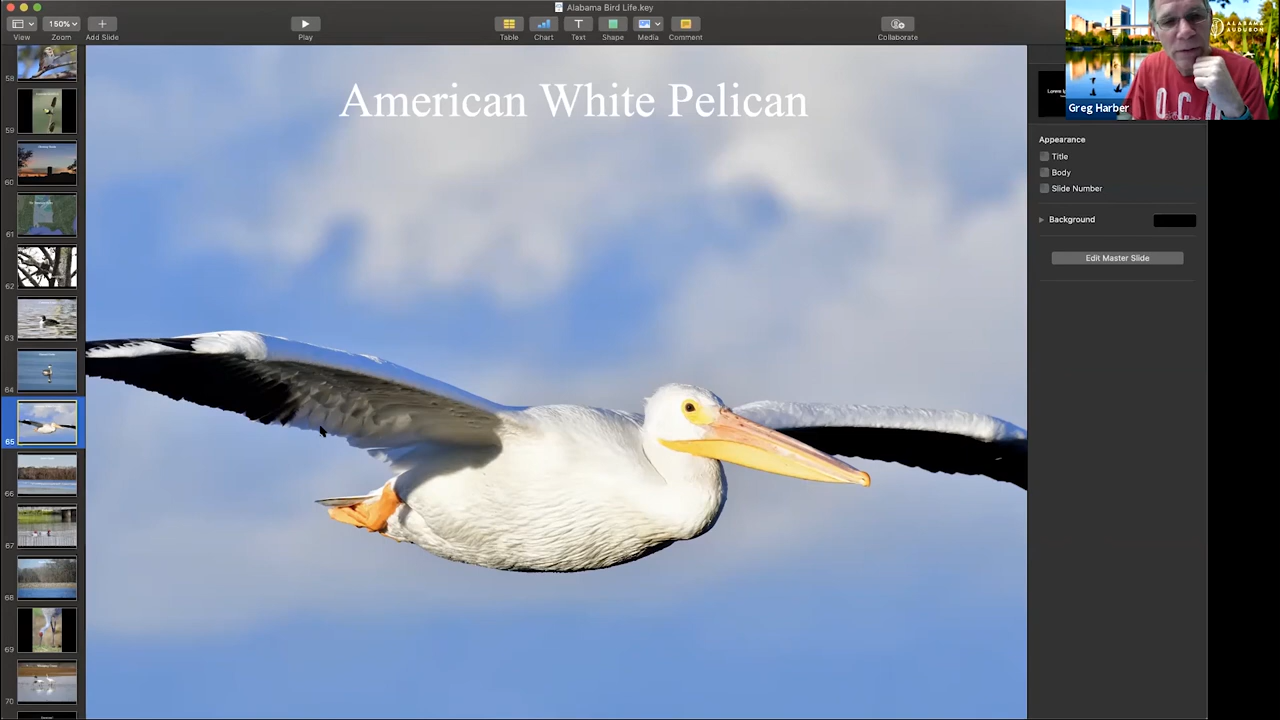 Alabama Bird Life.key
150%
View
Zoom
Add Slide
Play
Table
Chart
Text
Shape
Media
Comment
Collaborate
American White Pelican
ALABAMA
AUDUBON
Greg Harber
Appearance
Title
Body
Slide Number
Background
Edit Master Slide
58
59
60
61
62
63
64
65
66
67
68
69
70